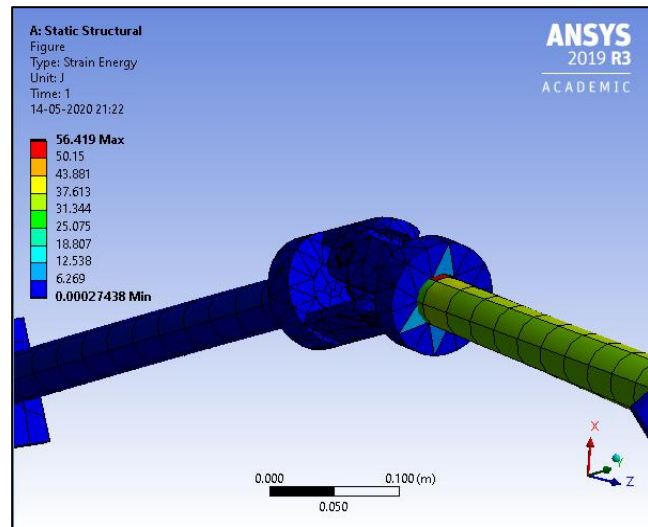 A: Static Structural
Figure
Type: Strain Energy
Unit: J
Time: 1
14-05-2020 21:22
56.419 Max
50.15
43.881
37.613
31.344
25.075
18.807
12.538
6.269
0.00027438 Min
ANSYS
2019 R3
ACADEMIC
0.000 0.100 (m)
0.050
X
Y
Z